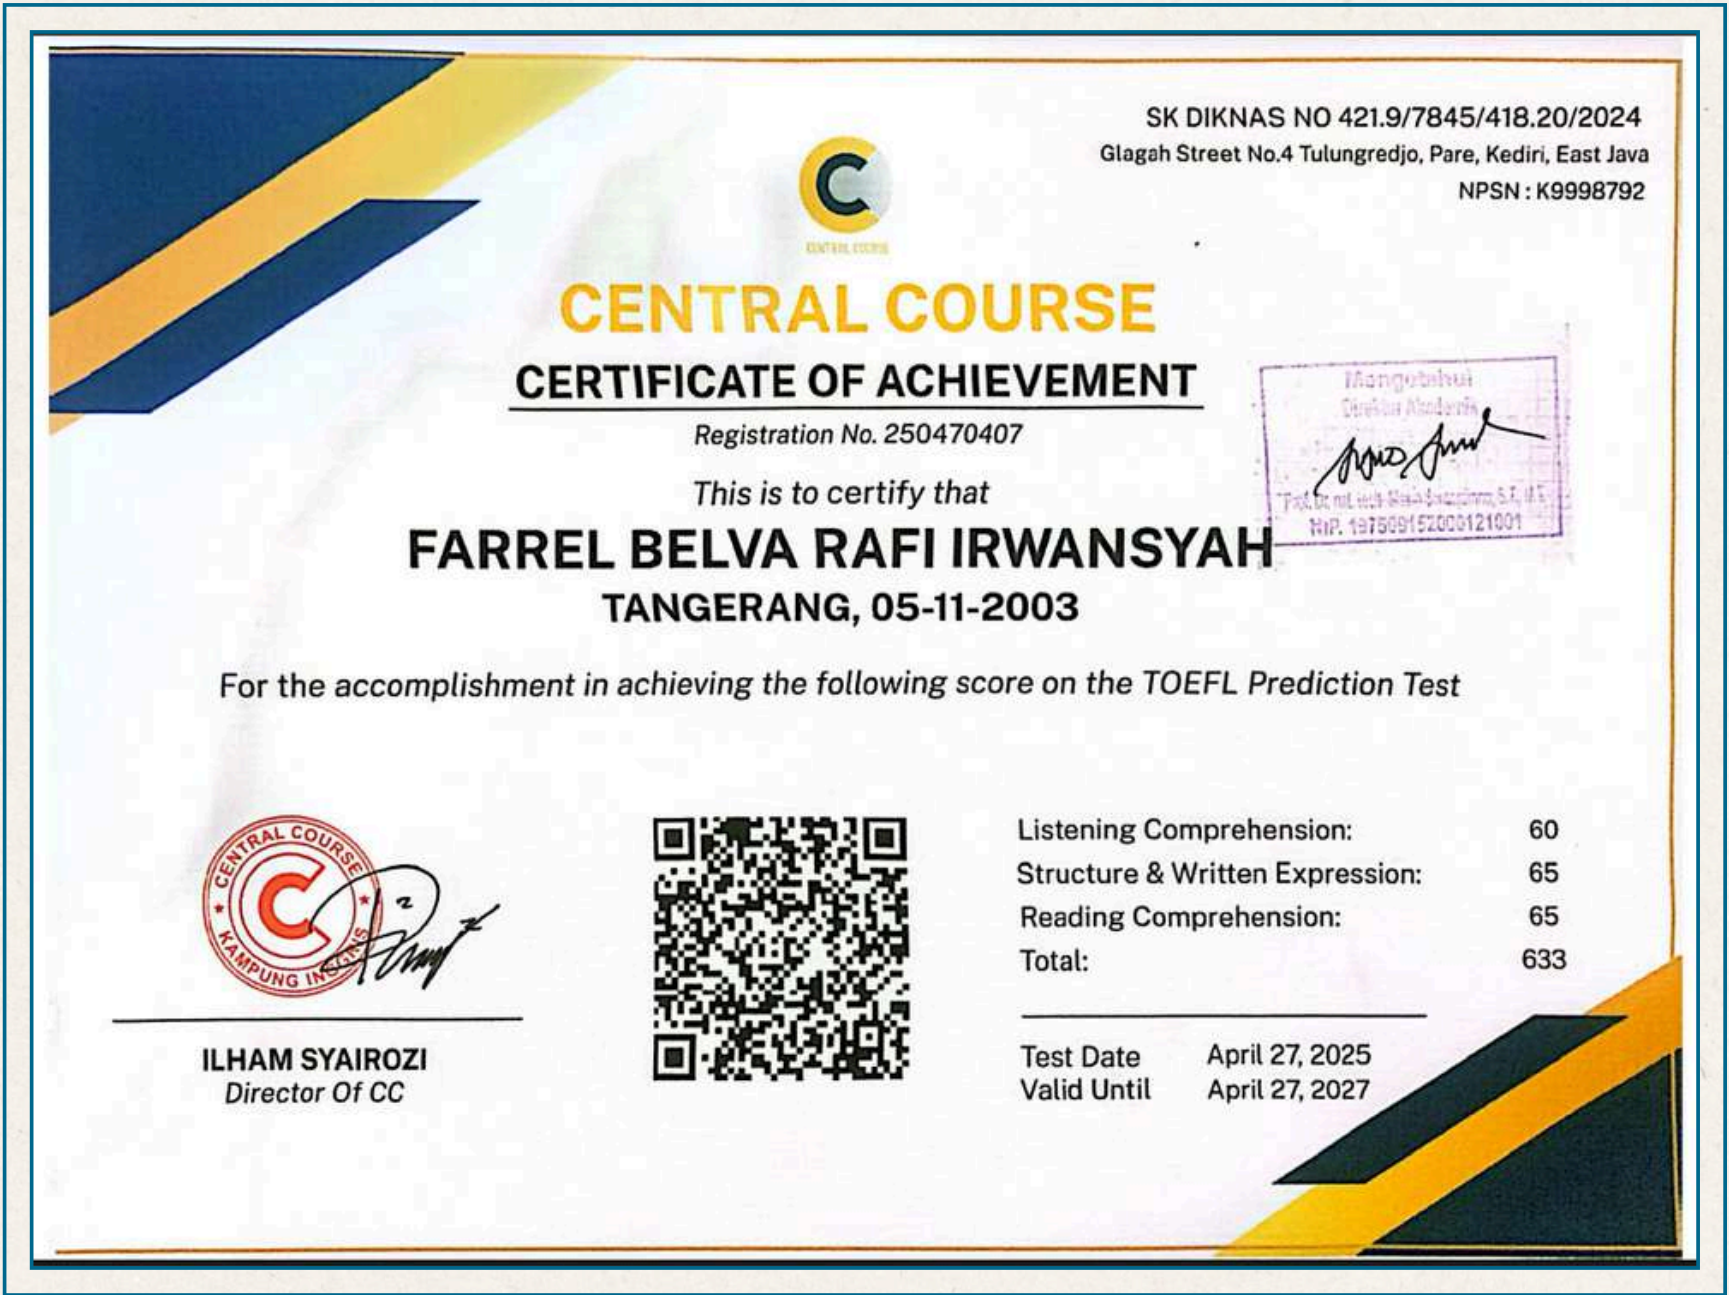 SK DIKNAS NO 421.9/7845/418.20/2024
Glagah Street No.4 Tulungredjo, Pare, Kediri, East Java
NPSN : K9998792
CENTRAL COURSE
CENTRAL COURSE
CERTIFICATE OF ACHIEVEMENT
Registration No. 250470407
Mengetahui
Direktur Akademik
NIP. 197509152000121001
This is to certify that
FARREL BELVA RAFI IRWANSYAH
TANGERANG, 05-11-2003
For the accomplishment in achieving the following score on the TOEFL Prediction Test
CENTRAL COURSE
KAMPUNG INGGRIS
ILHAM SYAIROZI
Director Of CC
Listening Comprehension: 60
Structure & Written Expression: 65
Reading Comprehension: 65
Total: 633
Test Date April 27, 2025
Valid Until April 27, 2027